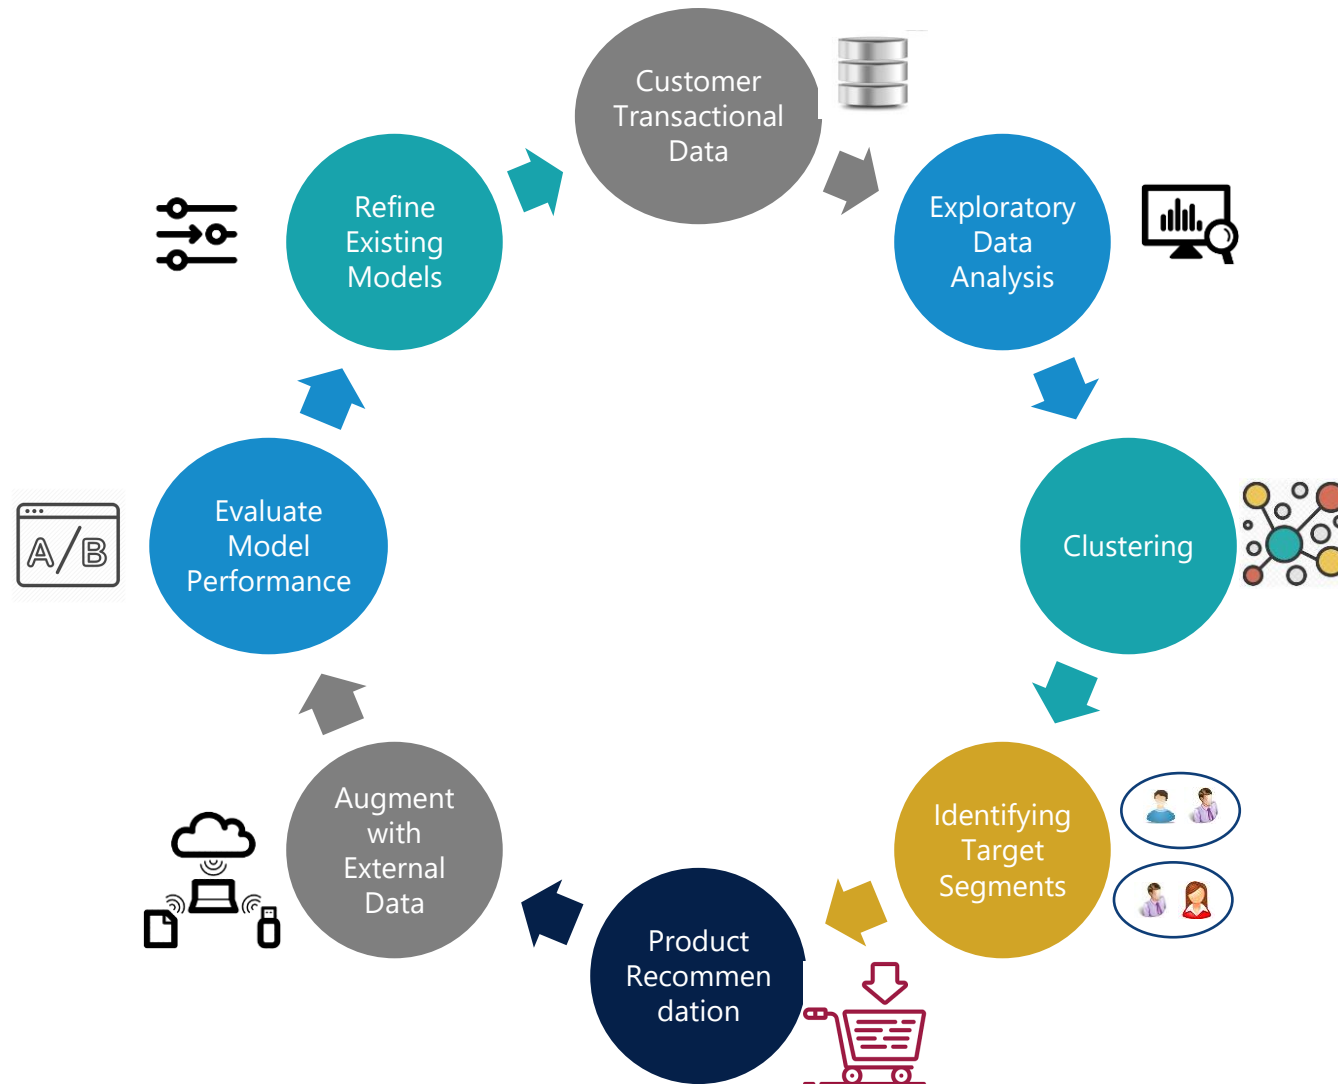 Customer
Transactional
Data
Exploratory
Data
Analysis
Clustering
Identifying
Target
Segments
Product
Recommen
dation
Augment
with
External
Data
Evaluate
Model
Performance
A/B
Refine
Existing
Models